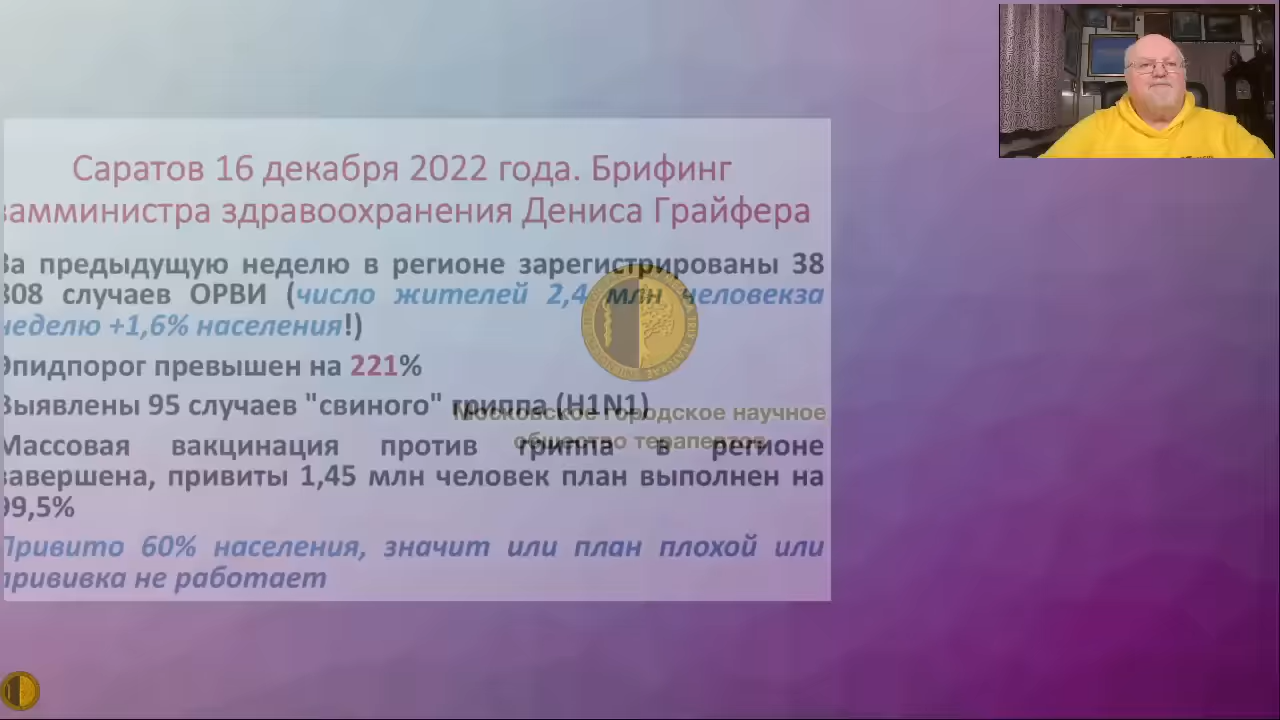 Саратов 16 декабря 2022 года. Брифинг
замминистра здравоохранения Дениса Грайфера
За предыдущую неделю в регионе зарегистрированы 38
808 случаев ОРВИ (число жителей 2,4 млн человекза
неделю +1,6% населения!)
Эпидпорог превышен на 221%
Выявлены 95 случаев "свиного" гриппа (H1N1)
Московское городское научное
общество терапевтов
Массовая вакцинация против гриппа в регионе
завершена, привиты 1,45 млн человек план выполнен на
99,5%
Привито 60% населения, значит или план плохой или
прививка не работает